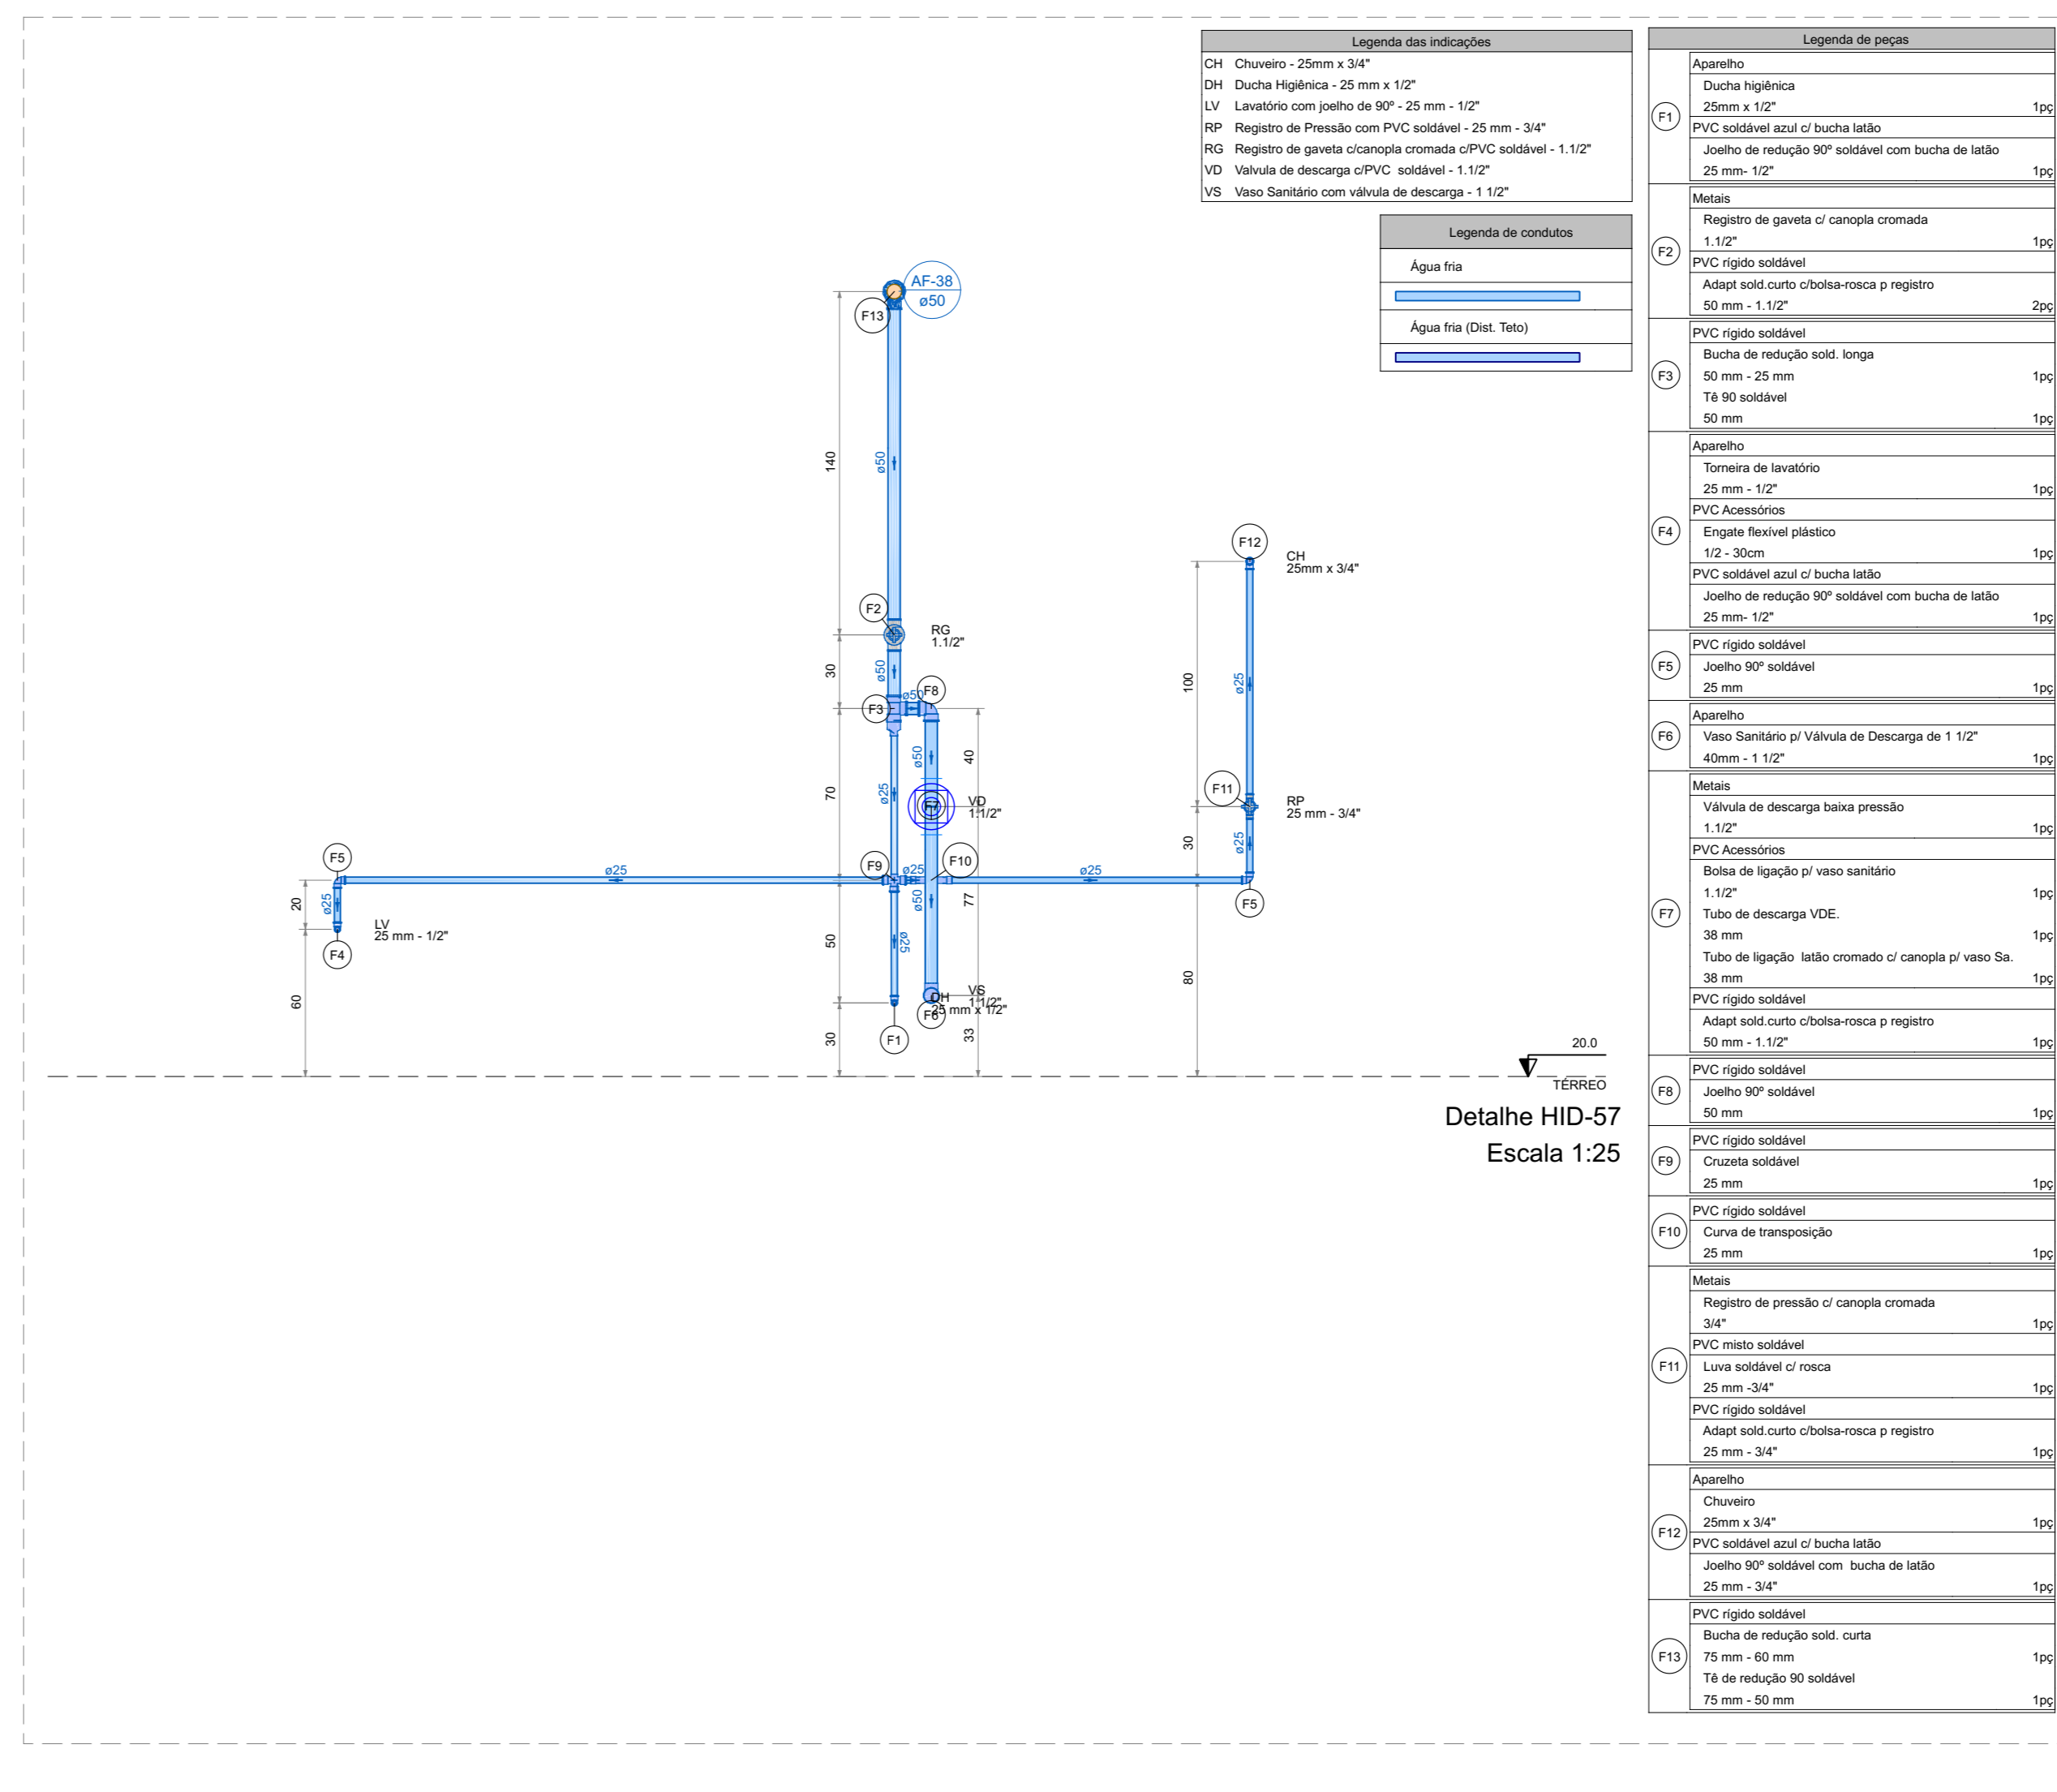 Legenda das indicações
CH Chuveiro - 25mm x 3/4"
DH Ducha Higiênica - 25 mm x 1/2"
LV Lavatório com joelho de 90º - 25 mm - 1/2"
RP Registro de Pressão com PVC soldável - 25 mm - 3/4"
RG Registro de gaveta c/canopla cromada c/PVC soldável - 1.1/2"
VD Valvula de descarga c/PVC soldável - 1.1/2"
VS Vaso Sanitário com válvula de descarga - 1 1/2"
Legenda de condutos
Água fria
Água fria (Dist. Teto)
AF-38
ø50
F13
140
ø50
F2
RG
1.1/2"
30
ø50
ø50
F8
F3
F12
CH
25mm x 3/4"
100
ø25
ø50
40
70
ø25
F7
VD
1.1/2"
F11
RP
25 mm - 3/4"
30
ø25
F5
ø25
F9
ø25
F10
ø25
F5
20
ø25
LV
25 mm - 1/2"
F4
50
ø25
ø50
77
60
80
DH
25 mm x 1/2"
VS
1.1/2"
F6
F1
30
33
20.0
TÉRREO
Detalhe HID-57
Escala 1:25
Legenda de peças
F1
Aparelho
Ducha higiênica
25mm x 1/2" 1pç
PVC soldável azul c/ bucha latão
Joelho de redução 90º soldável com bucha de latão
25 mm- 1/2" 1pç
F2
Metais
Registro de gaveta c/ canopla cromada
1.1/2" 1pç
PVC rígido soldável
Adapt sold.curto c/bolsa-rosca p registro
50 mm - 1.1/2" 2pç
F3
PVC rígido soldável
Bucha de redução sold. longa
50 mm - 25 mm 1pç
Tê 90 soldável
50 mm 1pç
F4
Aparelho
Torneira de lavatório
25 mm - 1/2" 1pç
PVC Acessórios
Engate flexível plástico
1/2 - 30cm 1pç
PVC soldável azul c/ bucha latão
Joelho de redução 90º soldável com bucha de latão
25 mm- 1/2" 1pç
F5
PVC rígido soldável
Joelho 90º soldável
25 mm 1pç
F6
Aparelho
Vaso Sanitário p/ Válvula de Descarga de 1 1/2"
40mm - 1 1/2" 1pç
F7
Metais
Válvula de descarga baixa pressão
1.1/2" 1pç
PVC Acessórios
Bolsa de ligação p/ vaso sanitário
1.1/2" 1pç
Tubo de descarga VDE.
38 mm 1pç
Tubo de ligação latão cromado c/ canopla p/ vaso Sa.
38 mm 1pç
PVC rígido soldável
Adapt sold.curto c/bolsa-rosca p registro
50 mm - 1.1/2" 1pç
F8
PVC rígido soldável
Joelho 90º soldável
50 mm 1pç
F9
PVC rígido soldável
Cruzeta soldável
25 mm 1pç
F10
PVC rígido soldável
Curva de transposição
25 mm 1pç
F11
Metais
Registro de pressão c/ canopla cromada
3/4" 1pç
PVC misto soldável
Luva soldável c/ rosca
25 mm -3/4" 1pç
PVC rígido soldável
Adapt sold.curto c/bolsa-rosca p registro
25 mm - 3/4" 1pç
F12
Aparelho
Chuveiro
25mm x 3/4" 1pç
PVC soldável azul c/ bucha latão
Joelho 90º soldável com bucha de latão
25 mm - 3/4" 1pç
F13
PVC rígido soldável
Bucha de redução sold. curta
75 mm - 60 mm 1pç
Tê de redução 90 soldável
75 mm - 50 mm 1pç